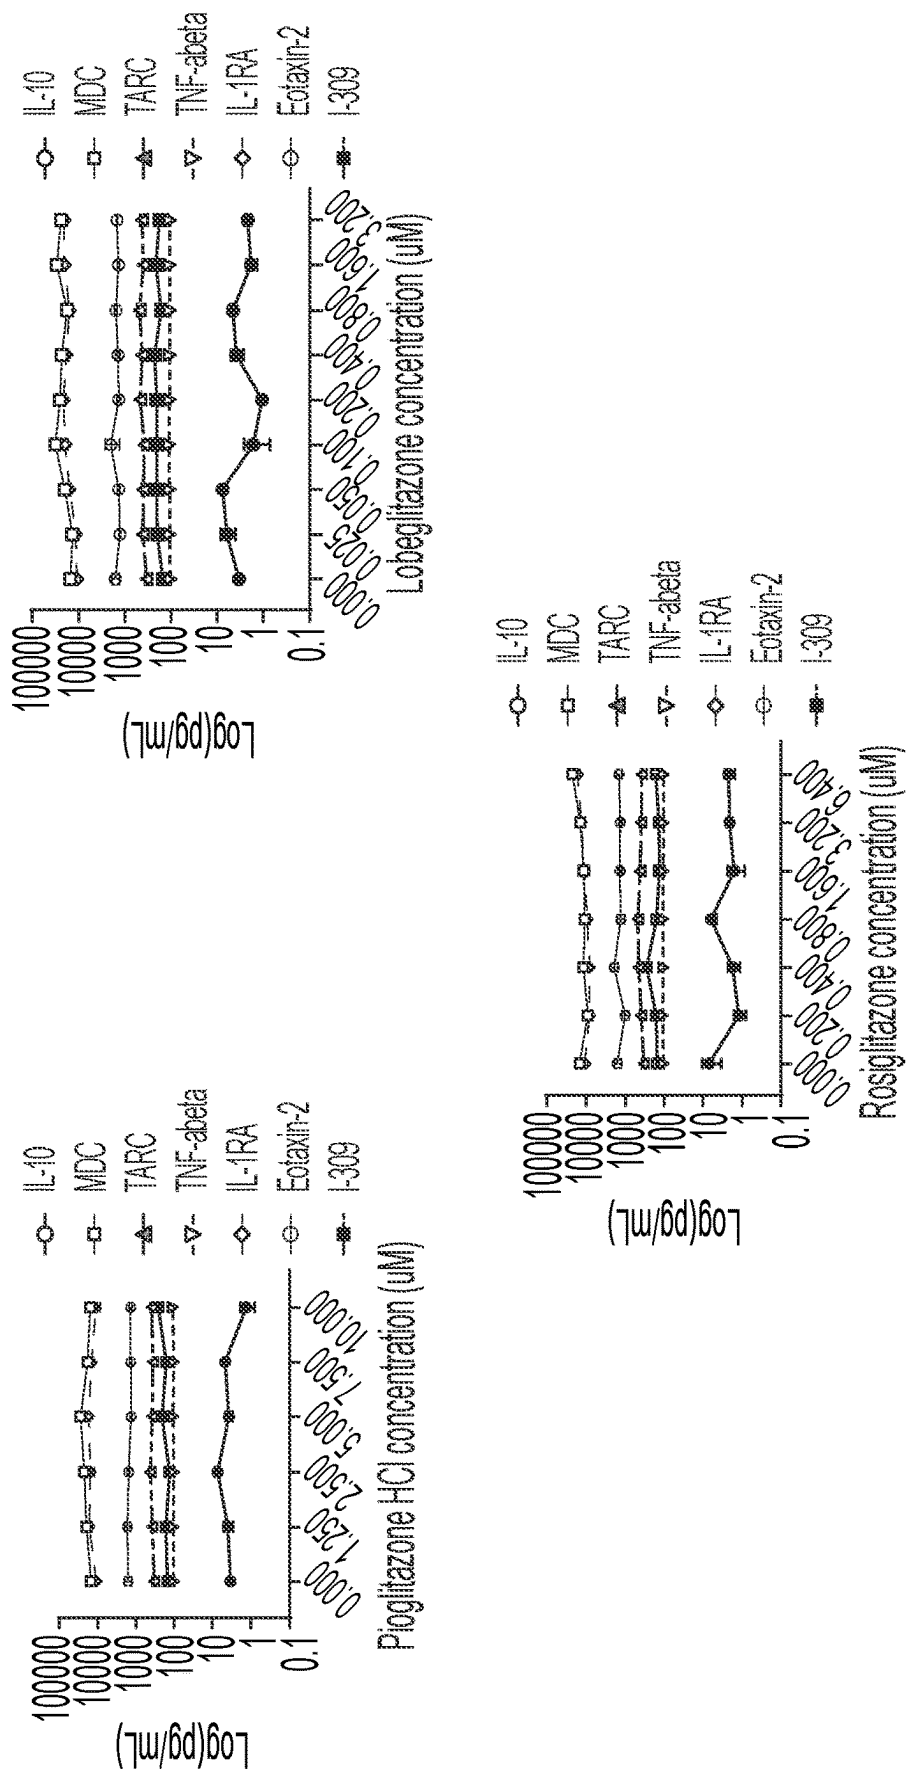 Log(pg/mL)
100000
10000
1000
100
10
1
0.1
0.000
1.250
2.500
5.000
7.500
10.000
Pioglitazone HCl concentration (uM)
IL-10
MDC
TARC
TNF-abeta
IL-1RA
Eotaxin-2
I-309
Log(pg/mL)
100000
10000
1000
100
10
1
0.1
0.000
0.025
0.050
0.100
0.200
0.400
0.800
1.600
3.200
Lobeglitazone concentration (uM)
IL-10
MDC
TARC
TNF-abeta
IL-1RA
Eotaxin-2
I-309
Log(pg/mL)
100000
10000
1000
100
10
1
0.1
0.000
0.200
0.400
0.800
1.600
3.200
6.400
Rosiglitazone concentration (uM)
IL-10
MDC
TARC
TNF-abeta
IL-1RA
Eotaxin-2
I-309